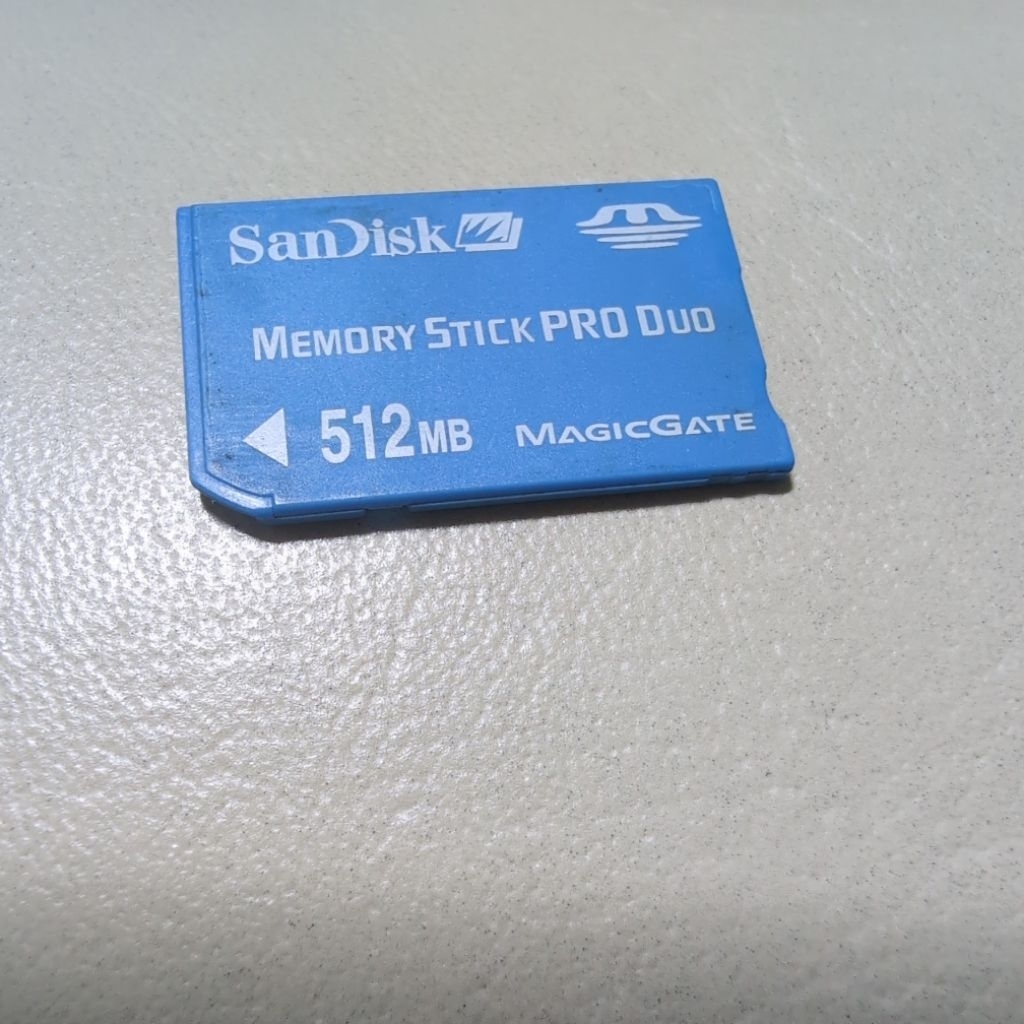 SanDisk
MEMORY STICK PRO DUO
512MB MAGICGATE